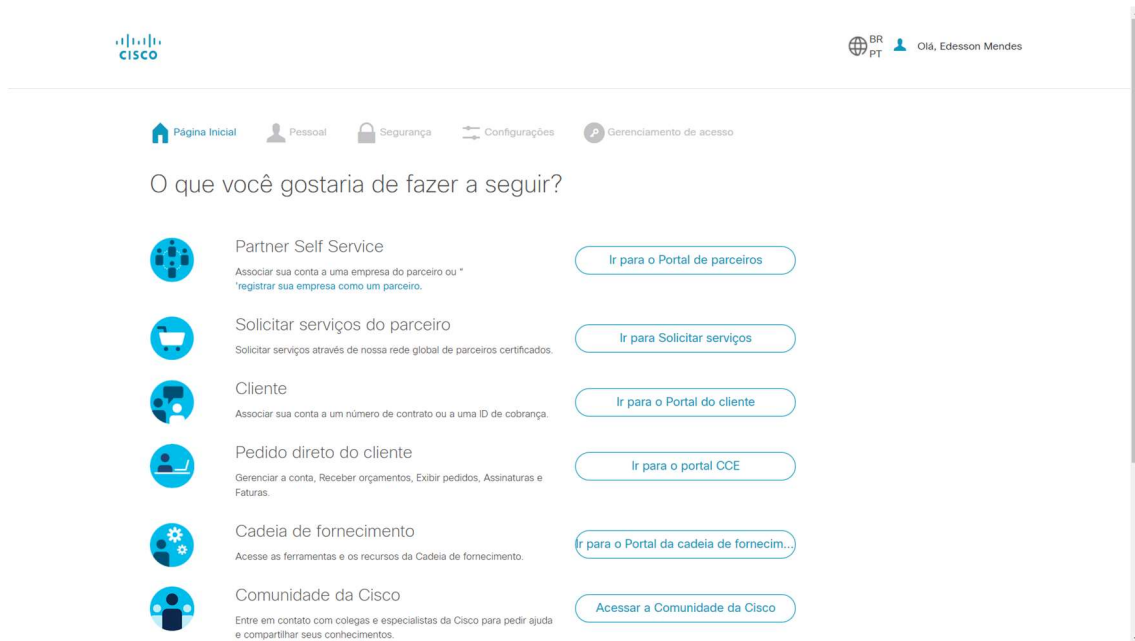 CISCO
BR
PT
Olá, Edesson Mendes
Página Inicial
Pessoal
Segurança
Configurações
Gerenciamento de acesso
O que você gostaria de fazer a seguir?
Partner Self Service
Associar sua conta a uma empresa do parceiro ou "
'registrar sua empresa como um parceiro.
Ir para o Portal de parceiros
Solicitar serviços do parceiro
Solicitar serviços através de nossa rede global de parceiros certificados.
Ir para Solicitar serviços
Cliente
Associar sua conta a um número de contrato ou a uma ID de cobrança.
Ir para o Portal do cliente
Pedido direto do cliente
Gerenciar a conta, Receber orçamentos, Exibir pedidos, Assinaturas e
Faturas.
Ir para o portal CCE
Cadeia de fornecimento
Acesse as ferramentas e os recursos da Cadeia de fornecimento.
Ir para o Portal da cadeia de fornecim...
Comunidade da Cisco
Entre em contato com colegas e especialistas da Cisco para pedir ajuda
e compartilhar seus conhecimentos.
Acessar a Comunidade da Cisco